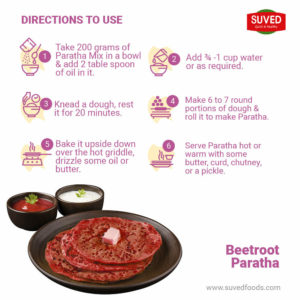 DIRECTIONS TO USE
SUVED
Quick & Healthy
1
Take 200 grams of
Paratha Mix in a bowl
& add 2 table spoon
of oil in it.
2
Add ¾ -1 cup water
or as required.
3
Knead a dough, rest
it for 20 minutes.
4
Make 6 to 7 round
portions of dough &
roll it to make Paratha.
5
Bake it upside down
over the hot griddle,
drizzle some oil or
butter.
6
Serve Paratha hot or
warm with some
butter, curd, chutney,
or a pickle.
Beetroot
Paratha
www.suvedfoods.com